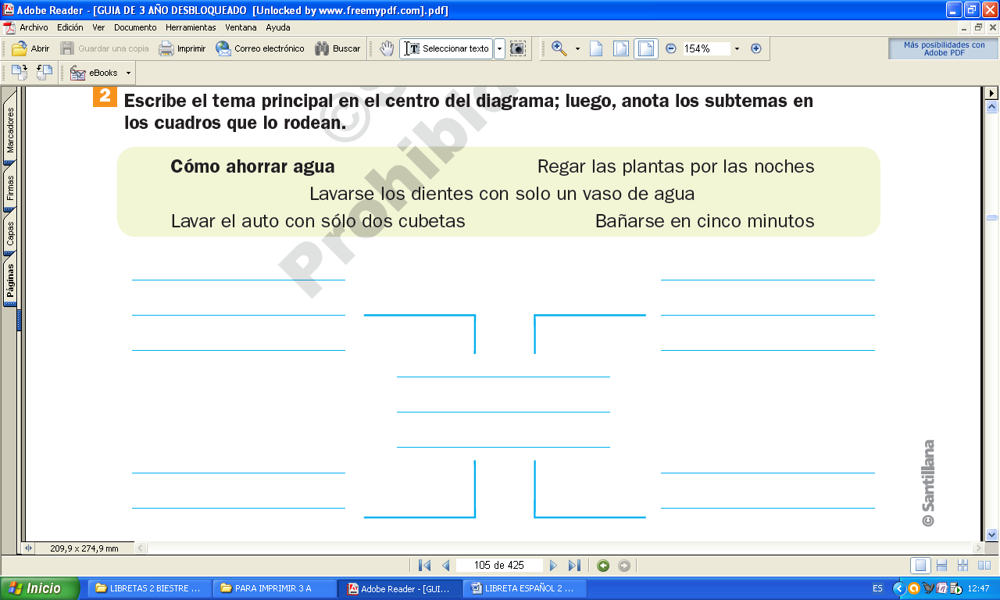 Adobe Reader - [GUIA DE 3 AÑO DESBLOQUEADO [Unlocked by www.freemypdf.com].pdf]
Archivo Edición Ver Documento Herramientas Ventana Ayuda
Abrir Guardar una copia Imprimir Correo electrónico Buscar Seleccionar texto 154% Más posibilidades con
Adobe PDF
eBooks
Marcadores
Firmas
Capas
Páginas
2 Escribe el tema principal en el centro del diagrama; luego, anota los subtemas en
los cuadros que lo rodean.
Cómo ahorrar agua Regar las plantas por las noches
Lavarse los dientes con solo un vaso de agua
Lavar el auto con sólo dos cubetas Bañarse en cinco minutos
© Santillana
209,9 x 274,9 mm
105 de 425
Inicio LIBRETAS 2 BIESTRE ... PARA IMPRIMIR 3 A Adobe Reader - [GUI... LIBRETA ESPAÑOL 2 ... ES 12:47